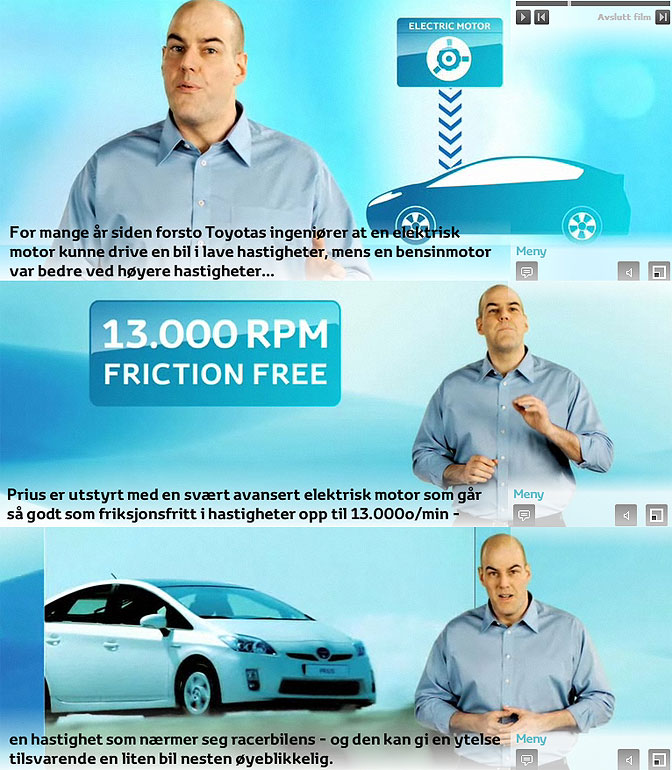 ELECTRIC MOTOR
Avslutt film
For mange år siden forsto Toyotas ingeniører at en elektrisk
motor kunne drive en bil i lave hastigheter, mens en bensinmotor
var bedre ved høyere hastigheter...
Meny
13.000 RPM
FRICTION FREE
Prius er utstyrt med en svært avansert elektrisk motor som går
så godt som friksjonsfritt i hastigheter opp til 13.000o/min -
Meny
PRIUS
en hastighet som nærmer seg racerbilens - og den kan gi en ytelse
tilsvarende en liten bil nesten øyeblikkelig.
Meny